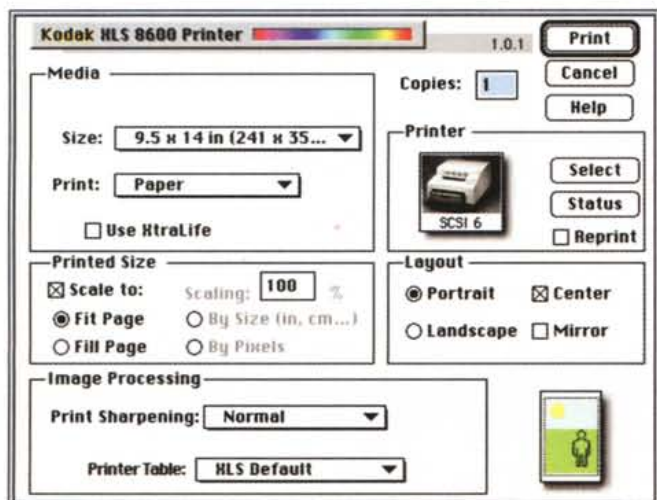 Kodak XLS 8600 Printer
1.0.1
Print
Media
Copies: 1
Cancel
Help
Size: 9.5 x 14 in (241 x 35...
Printer
Print: Paper
Select
Status
SCSI 6
Use XtraLife
Reprint
Printed Size
Scale to:
Scaling: 100 %
Fit Page
By Size (in, cm...)
Fill Page
By Pixels
Layout
Portrait
Center
Landscape
Mirror
Image Processing
Print Sharpening: Normal
Printer Table: XLS Default